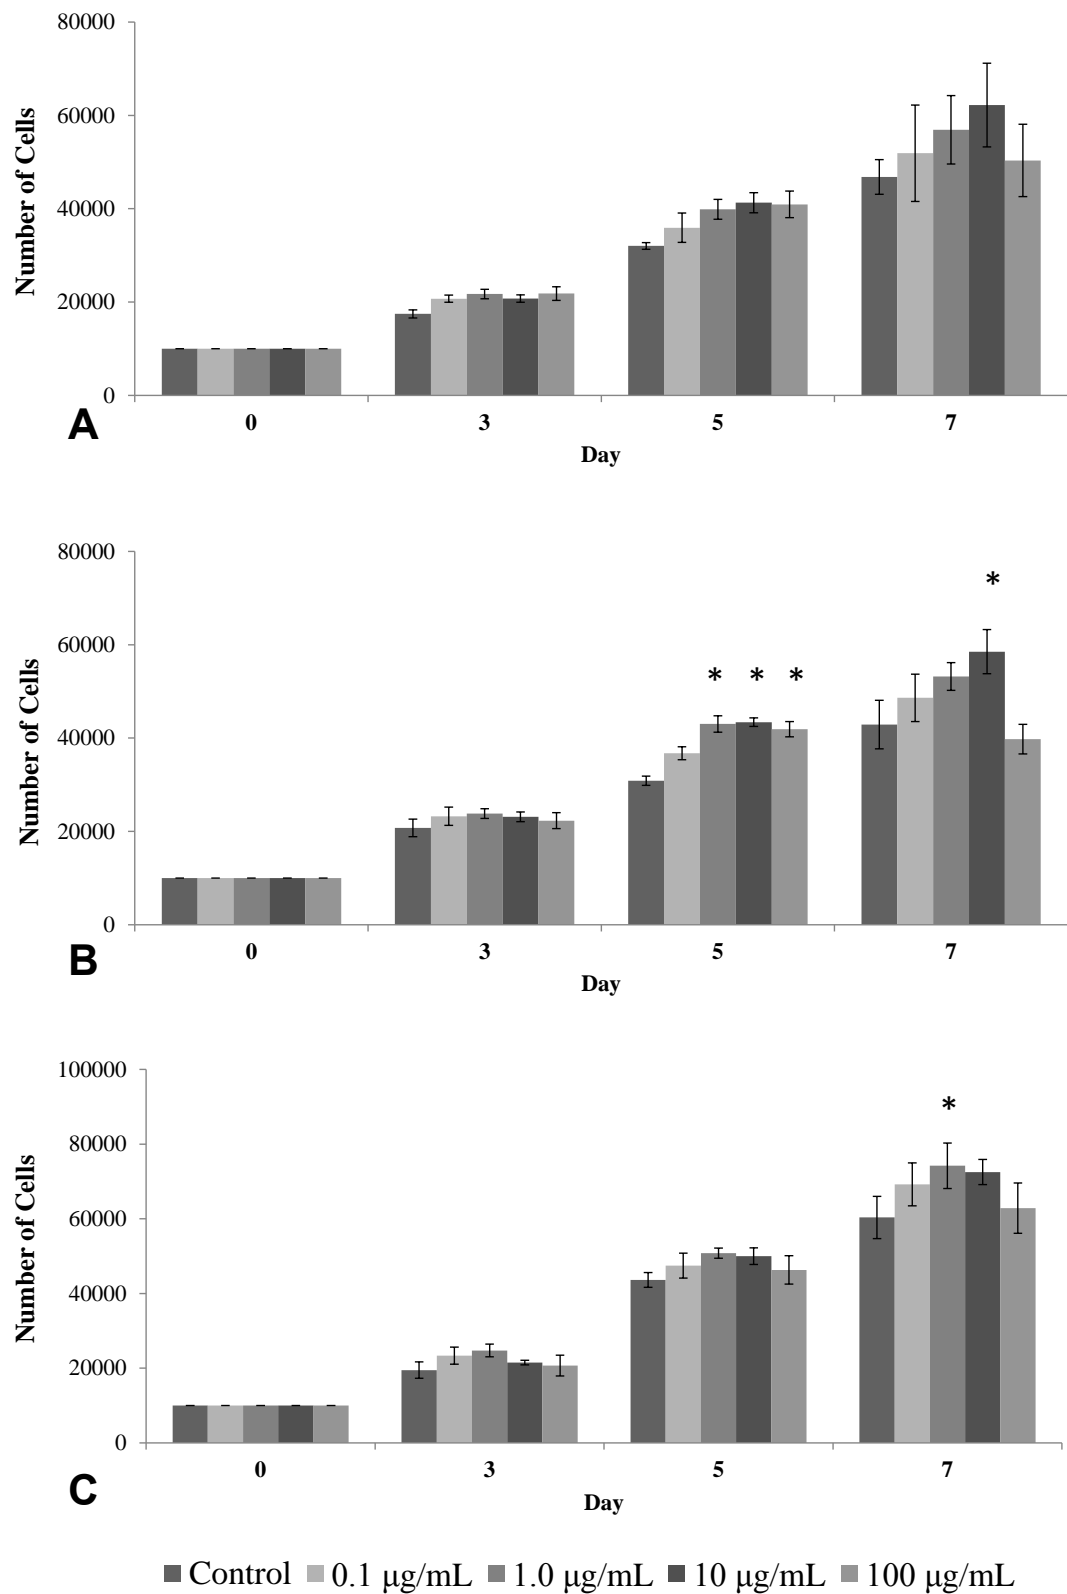 80000
60000
40000
20000
0
Number of Cells
0 3 5 7
Day
A
80000
60000
40000
20000
0
Number of Cells
*
* * *
0 3 5 7
Day
B
100000
80000
60000
40000
20000
0
Number of Cells
*
0 3 5 7
Day
C
Control 0.1 μg/mL 1.0 μg/mL 10 μg/mL 100 μg/mL